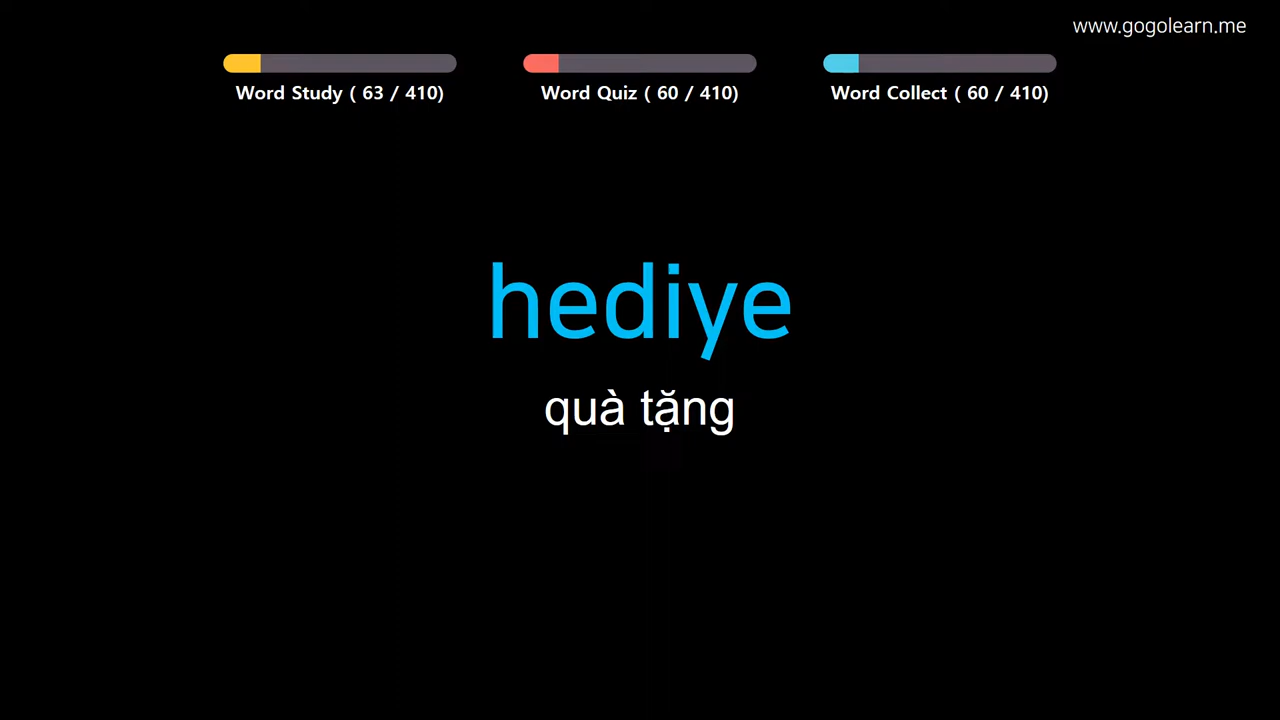 www.gogolearn.me
Word Study ( 63 / 410)
Word Quiz ( 60 / 410)
Word Collect ( 60 / 410)
hediye
quà tặng